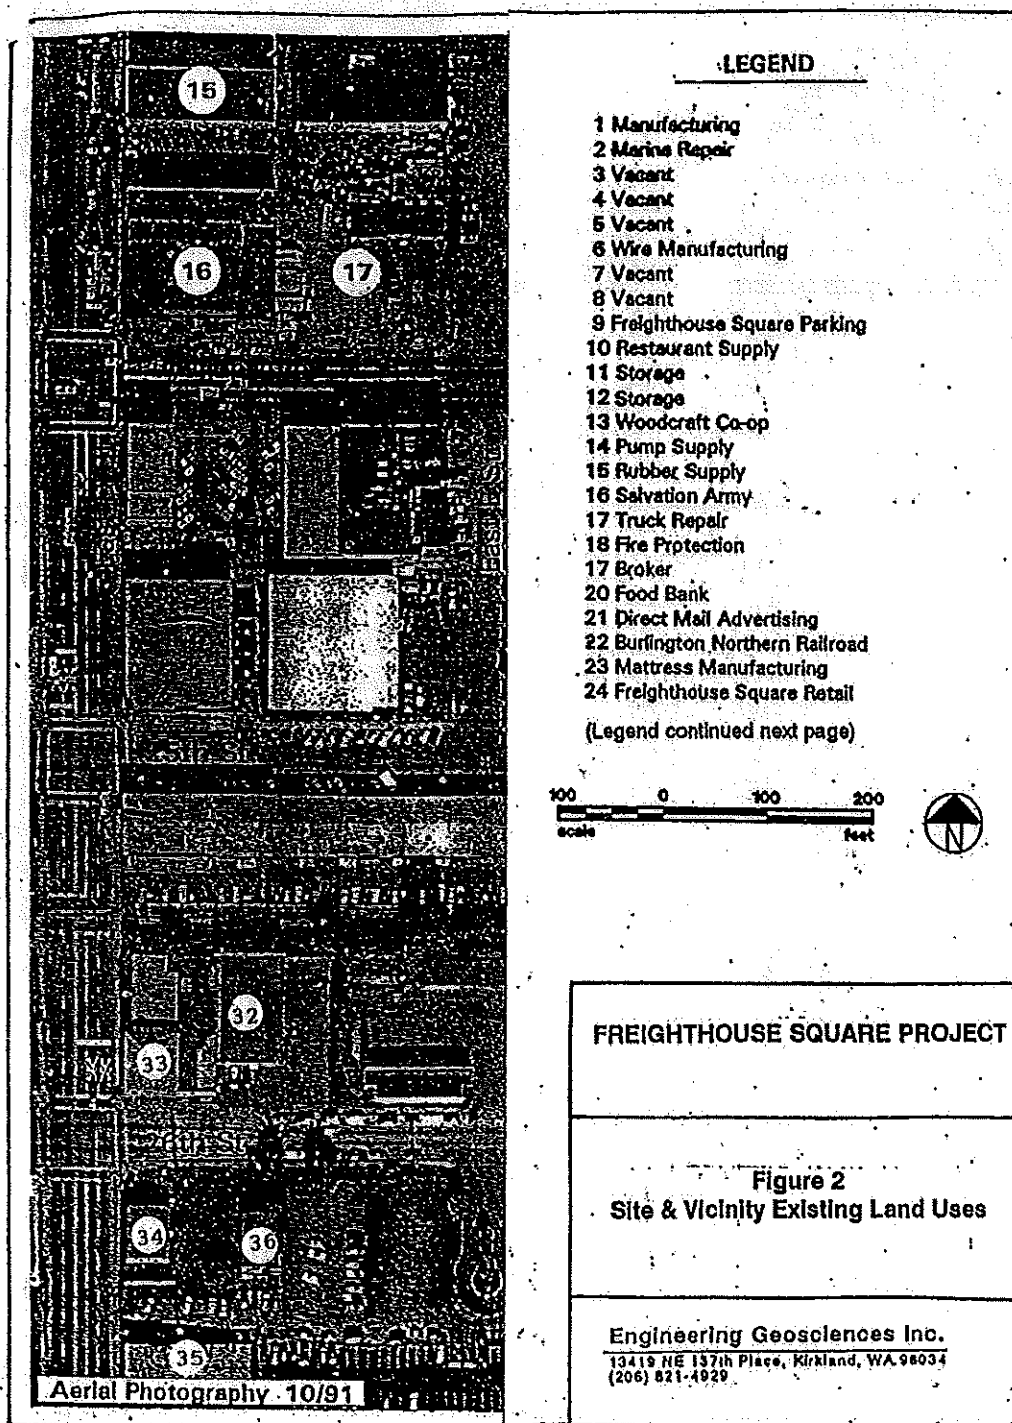 15
16
17
5th St
32
33
26th St
34
36
35
Aerial Photography - 10/91
LEGEND
1 Manufacturing
2 Marine Repair
3 Vacant
4 Vacant
5 Vacant
6 Wire Manufacturing
7 Vacant
8 Vacant
9 Freighthouse Square Parking
10 Restaurant Supply
11 Storage
12 Storage
13 Woodcraft Co-op
14 Pump Supply
15 Rubber Supply
16 Salvation Army
17 Truck Repair
18 Fire Protection
17 Broker
20 Food Bank
21 Direct Mail Advertising
22 Burlington Northern Railroad
23 Mattress Manufacturing
24 Freighthouse Square Retail
(Legend continued next page)
100 0 100 200
scale feet
N
FREIGHTHOUSE SQUARE PROJECT
Figure 2
Site & Vicinity Existing Land Uses
Engineering Geosciences Inc.
13419 NE 137th Place, Kirkland, WA 98034
(206) 821-4929